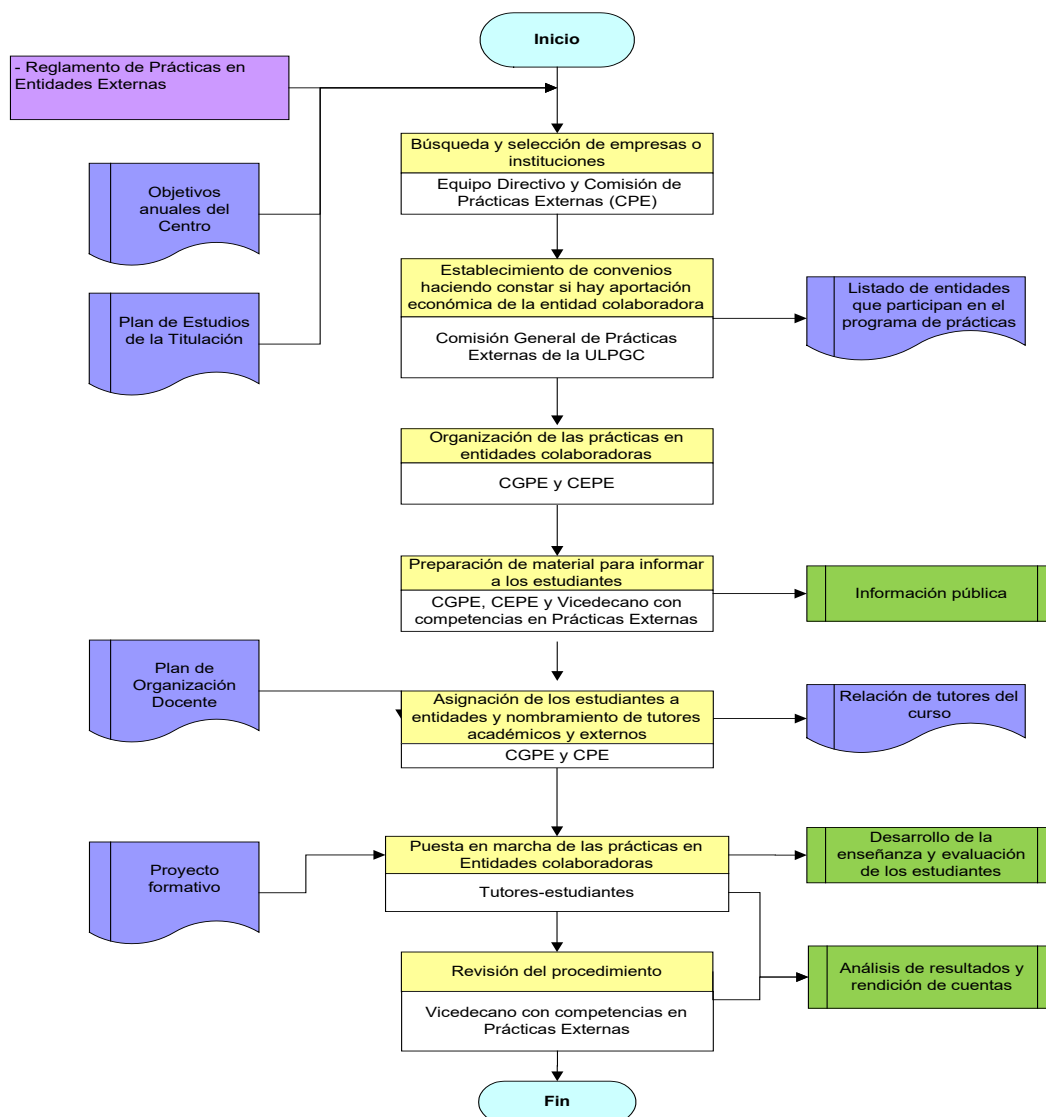 Inicio
- Reglamento de Prácticas en
Entidades Externas
Búsqueda y selección de empresas o
instituciones
Equipo Directivo y Comisión de
Prácticas Externas (CPE)
Objetivos
anuales del
Centro
Establecimiento de convenios
haciendo constar si hay aportación
económica de la entidad colaboradora
Comisión General de Prácticas
Externas de la ULPGC
Listado de entidades
que participan en el
programa de prácticas
Plan de Estudios
de la Titulación
Organización de las prácticas en
entidades colaboradoras
CGPE y CEPE
Preparación de material para informar
a los estudiantes
CGPE, CEPE y Vicedecano con
competencias en Prácticas Externas
Información pública
Plan de
Organización
Docente
Asignación de los estudiantes a
entidades y nombramiento de tutores
académicos y externos
CGPE y CPE
Relación de tutores del
curso
Puesta en marcha de las prácticas en
Entidades colaboradoras
Tutores-estudiantes
Desarrollo de la
enseñanza y evaluación
de los estudiantes
Proyecto
formativo
Revisión del procedimiento
Vicedecano con competencias en
Prácticas Externas
Análisis de resultados y
rendición de cuentas
Fin